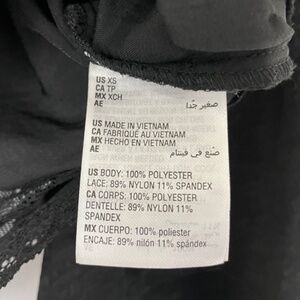 US XS
CA TP
MX XCH
AE صغير جدا
US MADE IN VIETNAM
CA FABRIQUÉ AU VIETNAM
MX HECHO EN VIETNAM
AE صنع في فيتنام
US BODY: 100% POLYESTER
LACE: 89% NYLON 11% SPANDEX
CA CORPS: 100% POLYESTER
DENTELLE: 89% NYLON 11%
SPANDEX
MX CUERPO: 100% poliester
ENCAJE: 89% nilón 11% spandex